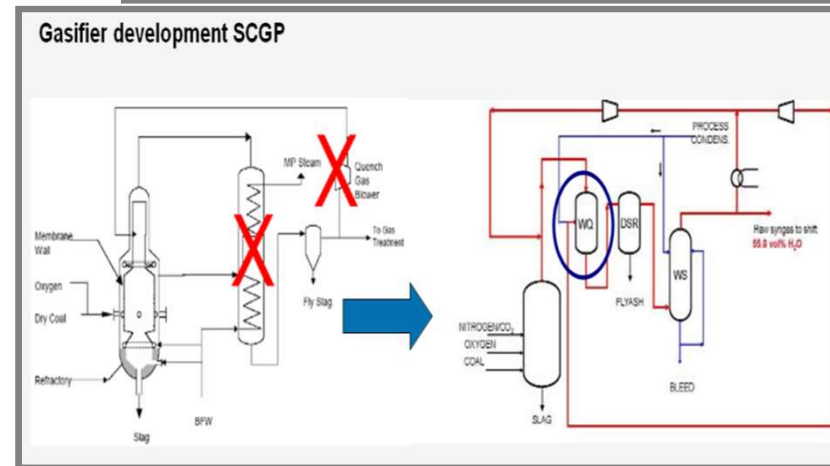 Gasifier development SCGP
MP Steam
Quench
Gas
Blower
Membrane
Wall
Oxygen
Dry Coal
Refractory
To Gas
Treatment
Fly Slag
BFW
Slag
PROCESS
CONDENS.
WQ
DSR
WS
Raw syngas to shift
55.8 vol% H₂O
FLYASH
NITROGEN/CO₂
OXYGEN
COAL
BLEED
SLAG